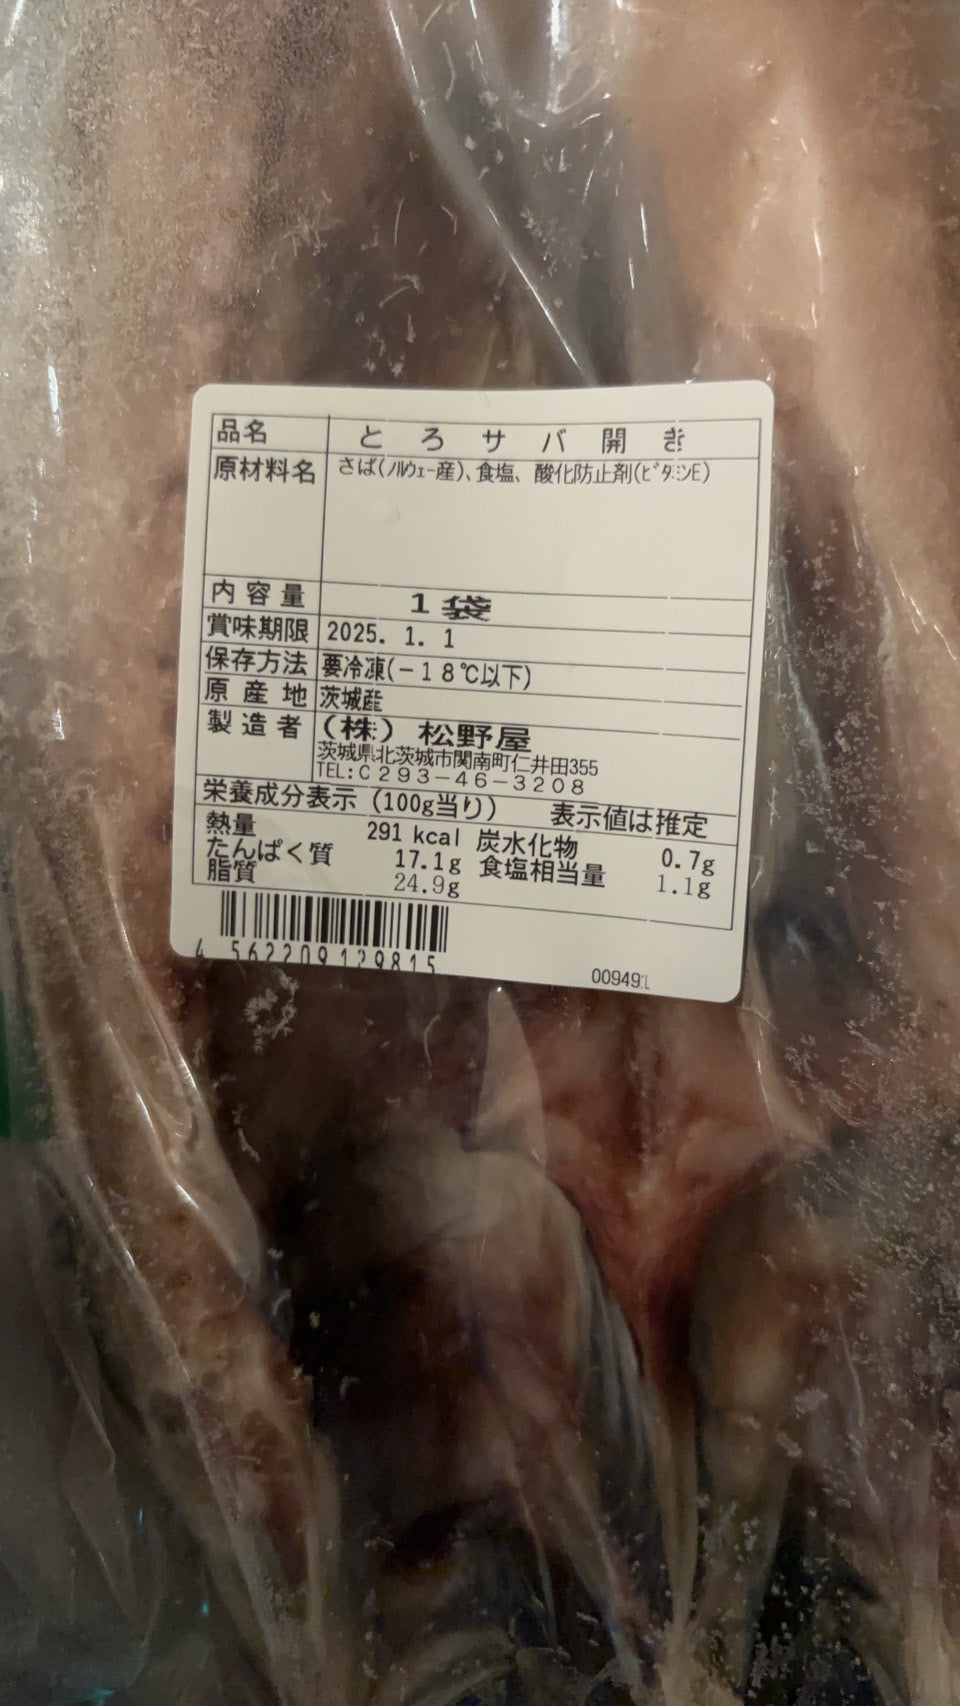 品名 とろサバ開き
原材料名 さば(ﾉﾙｳｪｰ産)、食塩、酸化防止剤(ﾋﾞﾀﾐﾝE)
内容量 1袋
賞味期限 2025. 1. 1
保存方法 要冷凍(-18℃以下)
原産地 茨城産
製造者 (株) 松野屋
茨城県北茨城市関南町仁井田355
TEL:0293-46-3208
栄養成分表示 (100g当り) 表示値は推定
熱量 291 kcal 炭水化物 0.7g
たんぱく質 17.1g 食塩相当量 1.1g
脂質 24.9g
4 562209 129815